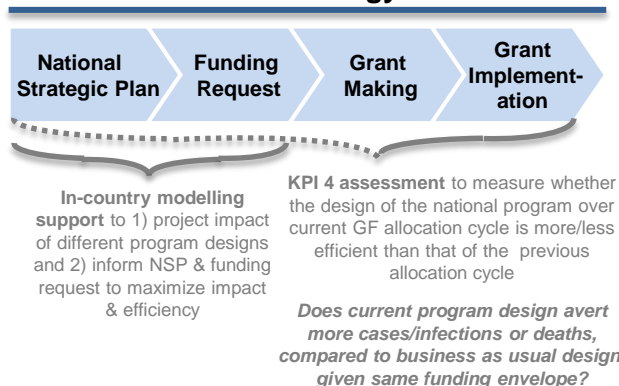 National
Strategic Plan
Funding
Request
Grant
Making
Grant
Implement-
ation
In-country modelling
support to 1) project impact
of different program designs
and 2) inform NSP & funding
request to maximize impact
& efficiency
KPI 4 assessment to measure whether
the design of the national program over
current GF allocation cycle is more/less
efficient than that of the previous
allocation cycle
Does current program design avert
more cases/infections or deaths,
compared to business as usual design
given same funding envelope?